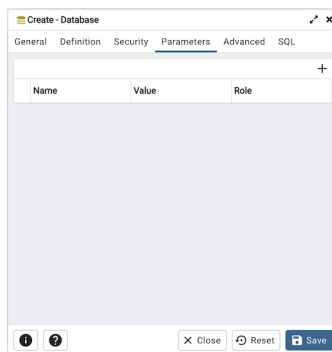 Create - Database
General Definition Security Parameters Advanced SQL
Name Value Role
Close Reset Save